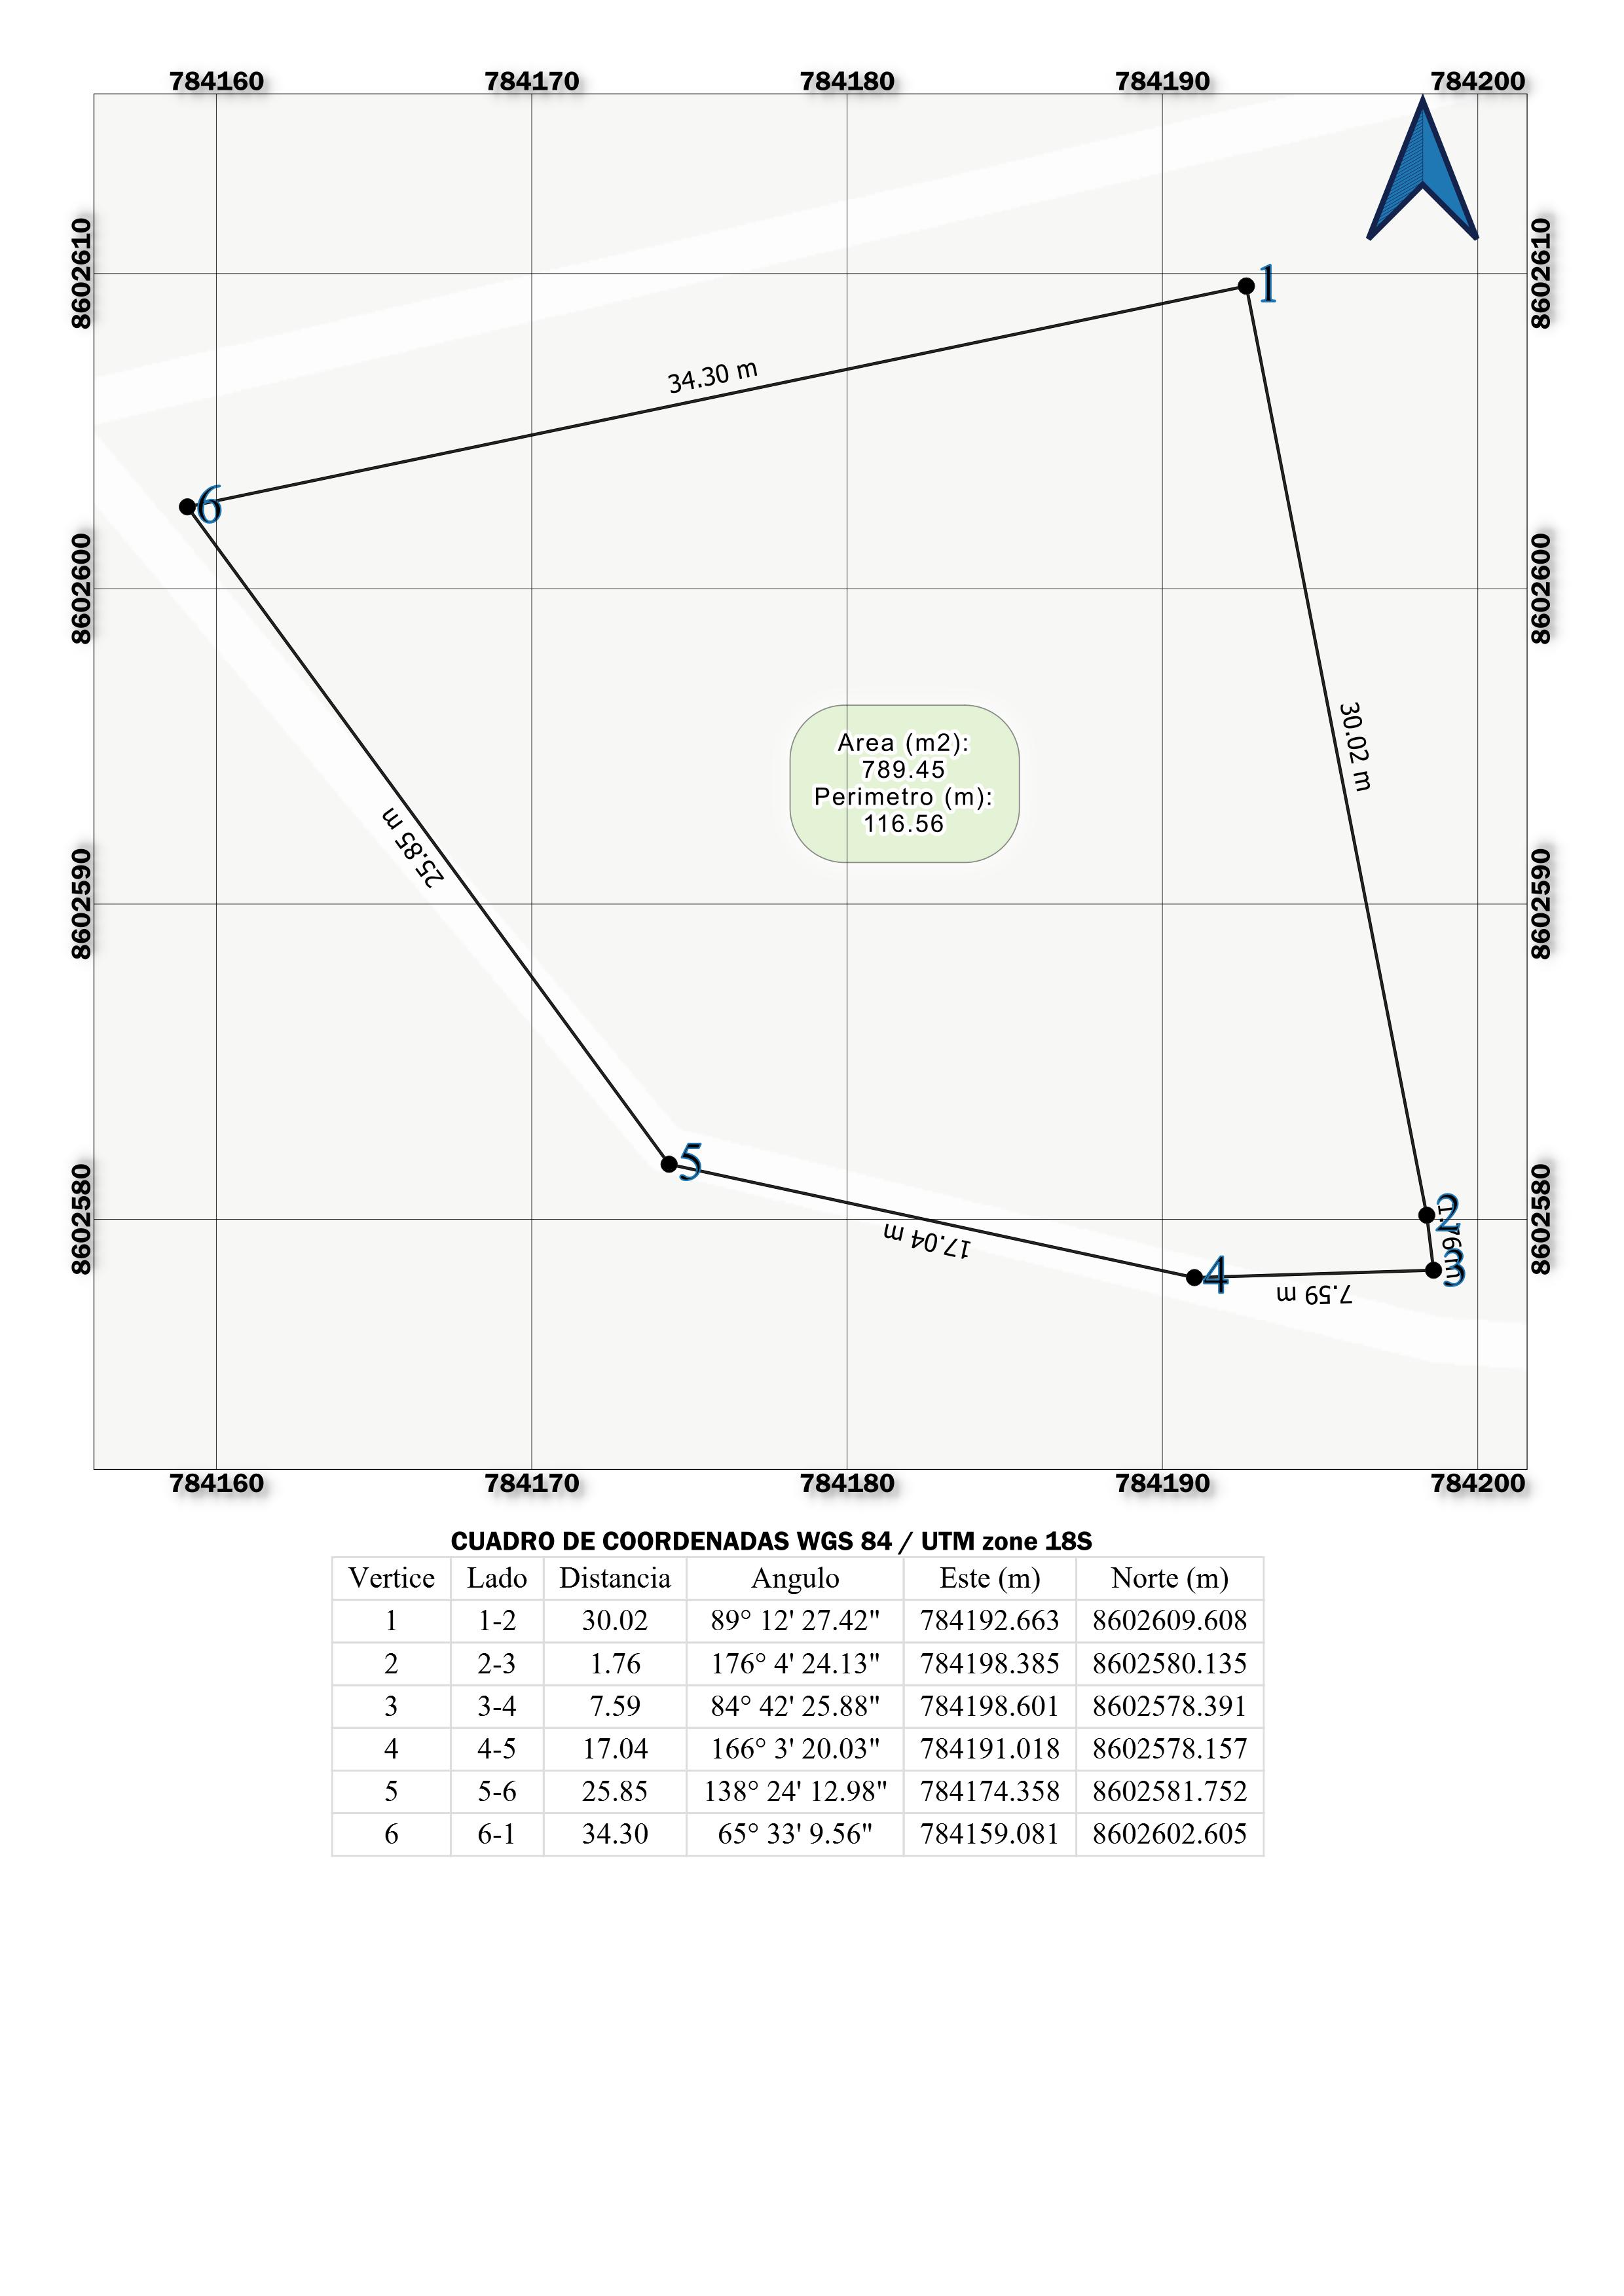 784160 784170 784180 784190 784200
8602610 8602610
1
34.30 m
6
8602600 8602600
30.02 m
Area (m2):
789.45
Perimetro (m):
116.56
25.85 m
8602590 8602590
5
2
1.76 m
8602580 8602580
17.04 m
4
3
7.59 m
784160 784170 784180 784190 784200
CUADRO DE COORDENADAS WGS 84 / UTM zone 18S
Vertice Lado Distancia Angulo Este (m) Norte (m)
1 1-2 30.02 89° 12' 27.42" 784192.663 8602609.608
2 2-3 1.76 176° 4' 24.13" 784198.385 8602580.135
3 3-4 7.59 84° 42' 25.88" 784198.601 8602578.391
4 4-5 17.04 166° 3' 20.03" 784191.018 8602578.157
5 5-6 25.85 138° 24' 12.98" 784174.358 8602581.752
6 6-1 34.30 65° 33' 9.56" 784159.081 8602602.605